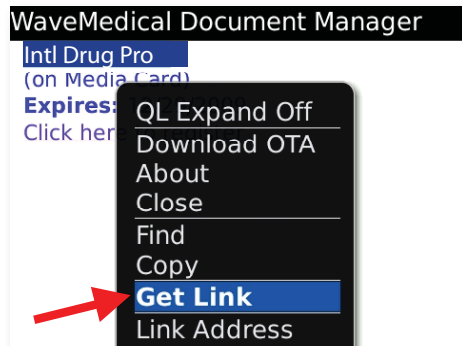 WaveMedical Document Manager
Intl Drug Pro
(on Media Card)
Expires:
Click here
QL Expand Off
Download OTA
About
Close
Find
Copy
Get Link
Link Address